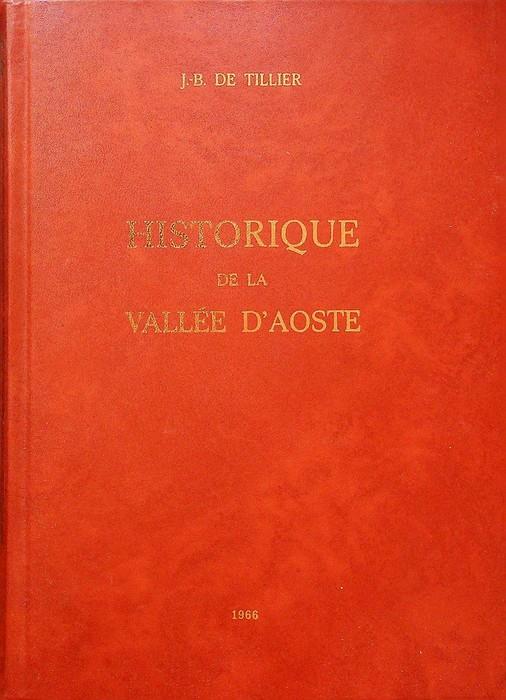 J.-B. DE TILLIER
HISTORIQUE
DE LA
VALLÉE D'AOSTE
1966